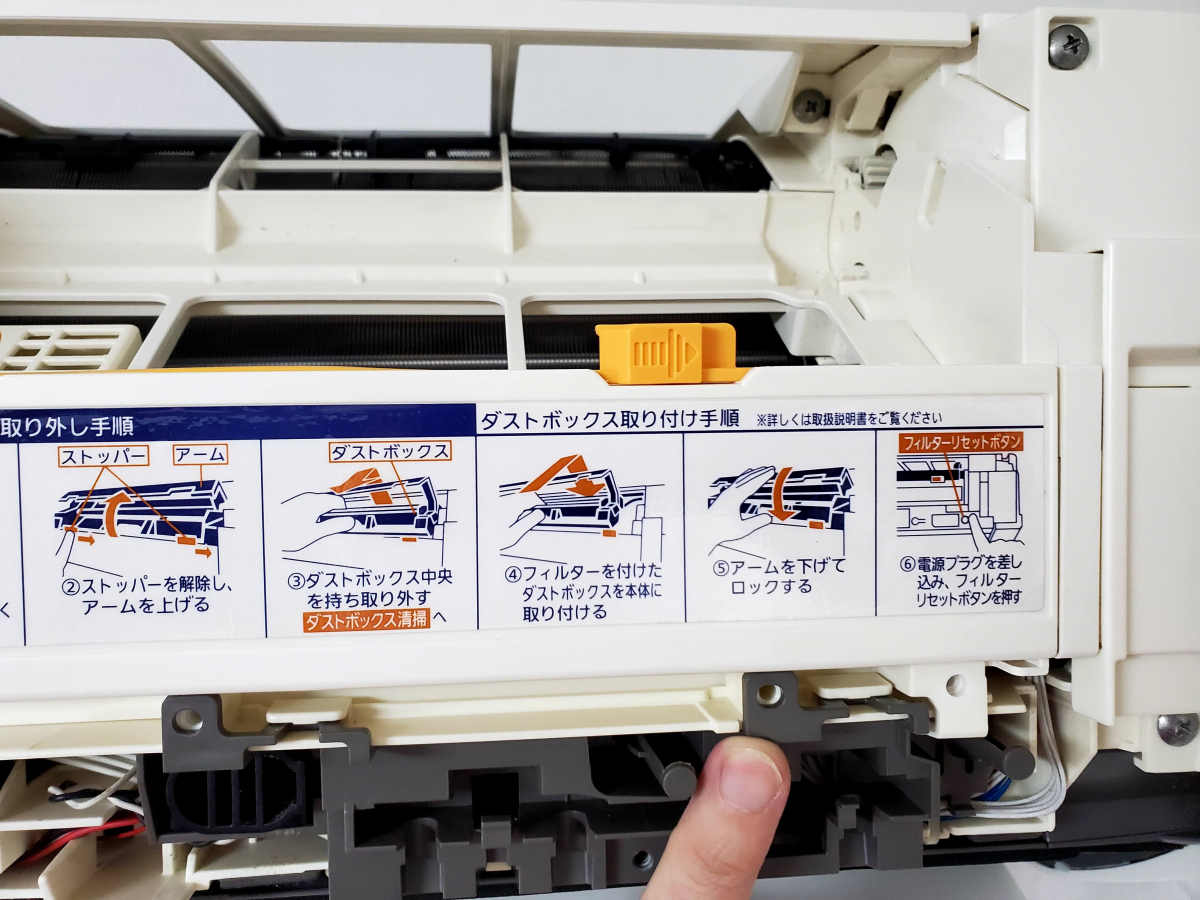 取り外し手順
ストッパー
アーム
②ストッパーを解除し、
アームを上げる
く
ダストボックス
③ダストボックス中央
を持ち取り外す
ダストボックス清掃へ
ダストボックス取り付け手順 ※詳しくは取扱説明書をご覧ください
④フィルターを付けた
ダストボックスを本体に
取り付ける
⑤アームを下げて
ロックする
フィルターリセットボタン
⑥電源プラグを差し
込み、フィルター
リセットボタンを押す